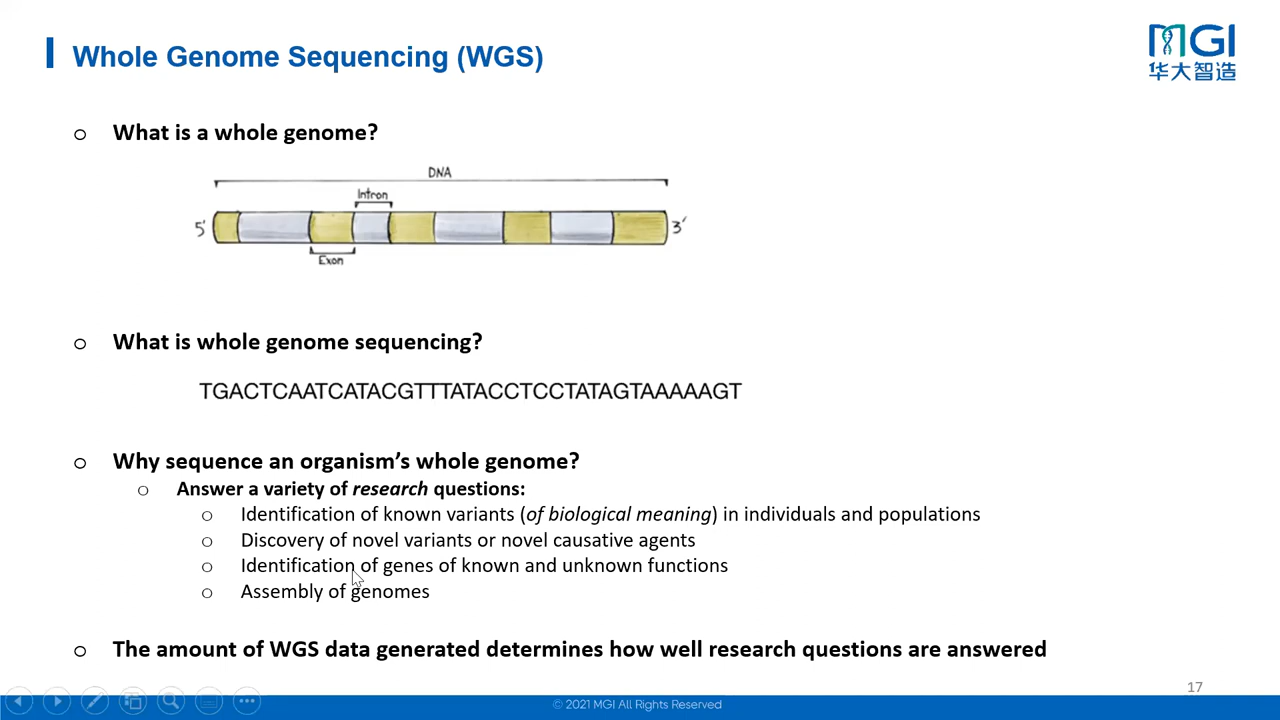 Whole Genome Sequencing (WGS)
MGI
华大智造
What is a whole genome?
DNA
Intron
5'
3'
Exon
What is whole genome sequencing?
TGACTCAATCATACGTTTATACCTCCTATAGTAAAAAGT
Why sequence an organism’s whole genome?
Answer a variety of research questions:
Identification of known variants (of biological meaning) in individuals and populations
Discovery of novel variants or novel causative agents
Identification of genes of known and unknown functions
Assembly of genomes
The amount of WGS data generated determines how well research questions are answered
17
© 2021 MGI All Rights Reserved